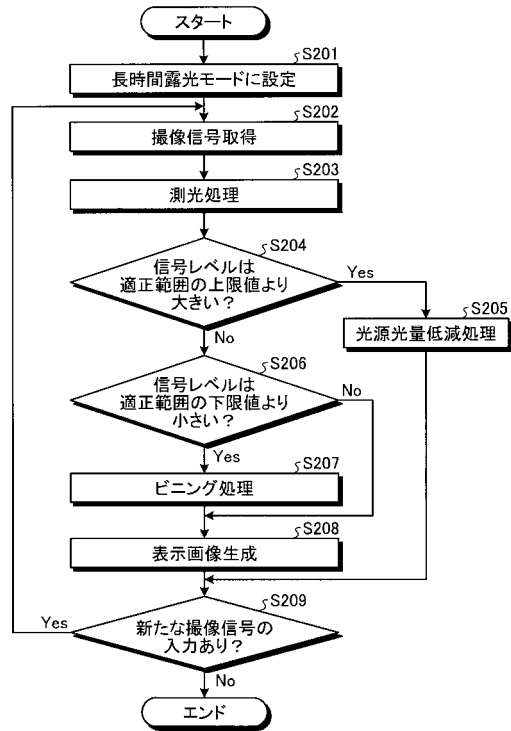 スタート
S201
長時間露光モードに設定
S202
撮像信号取得
S203
測光処理
S204
信号レベルは
適正範囲の上限値より
大きい?
Yes
No
S205
光源光量低減処理
S206
信号レベルは
適正範囲の下限値より
小さい?
No
Yes
S207
ビニング処理
S208
表示画像生成
S209
新たな撮像信号の
入力あり?
Yes
No
エンド